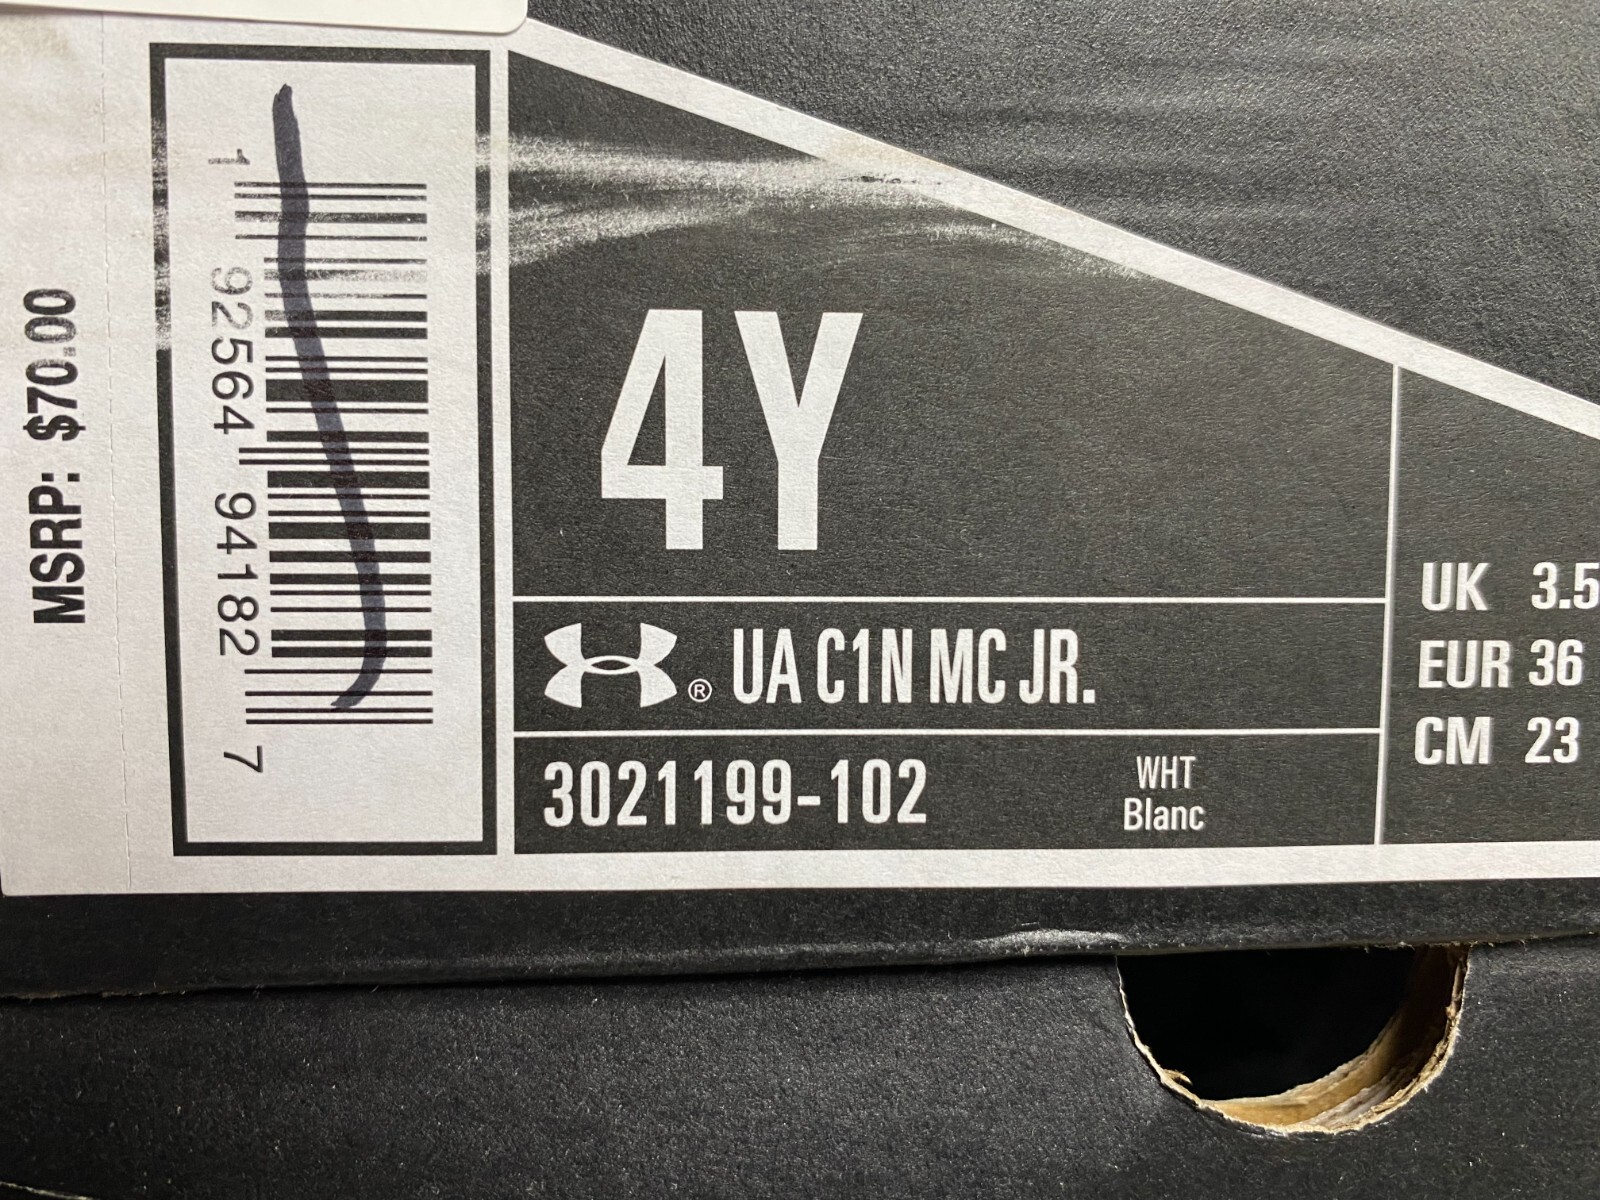 MSRP: $70.00
1 92564 94182 7
4Y
® UA C1N MC JR.
3021199-102
WHT
Blanc
UK 3.5
EUR 36
CM 23